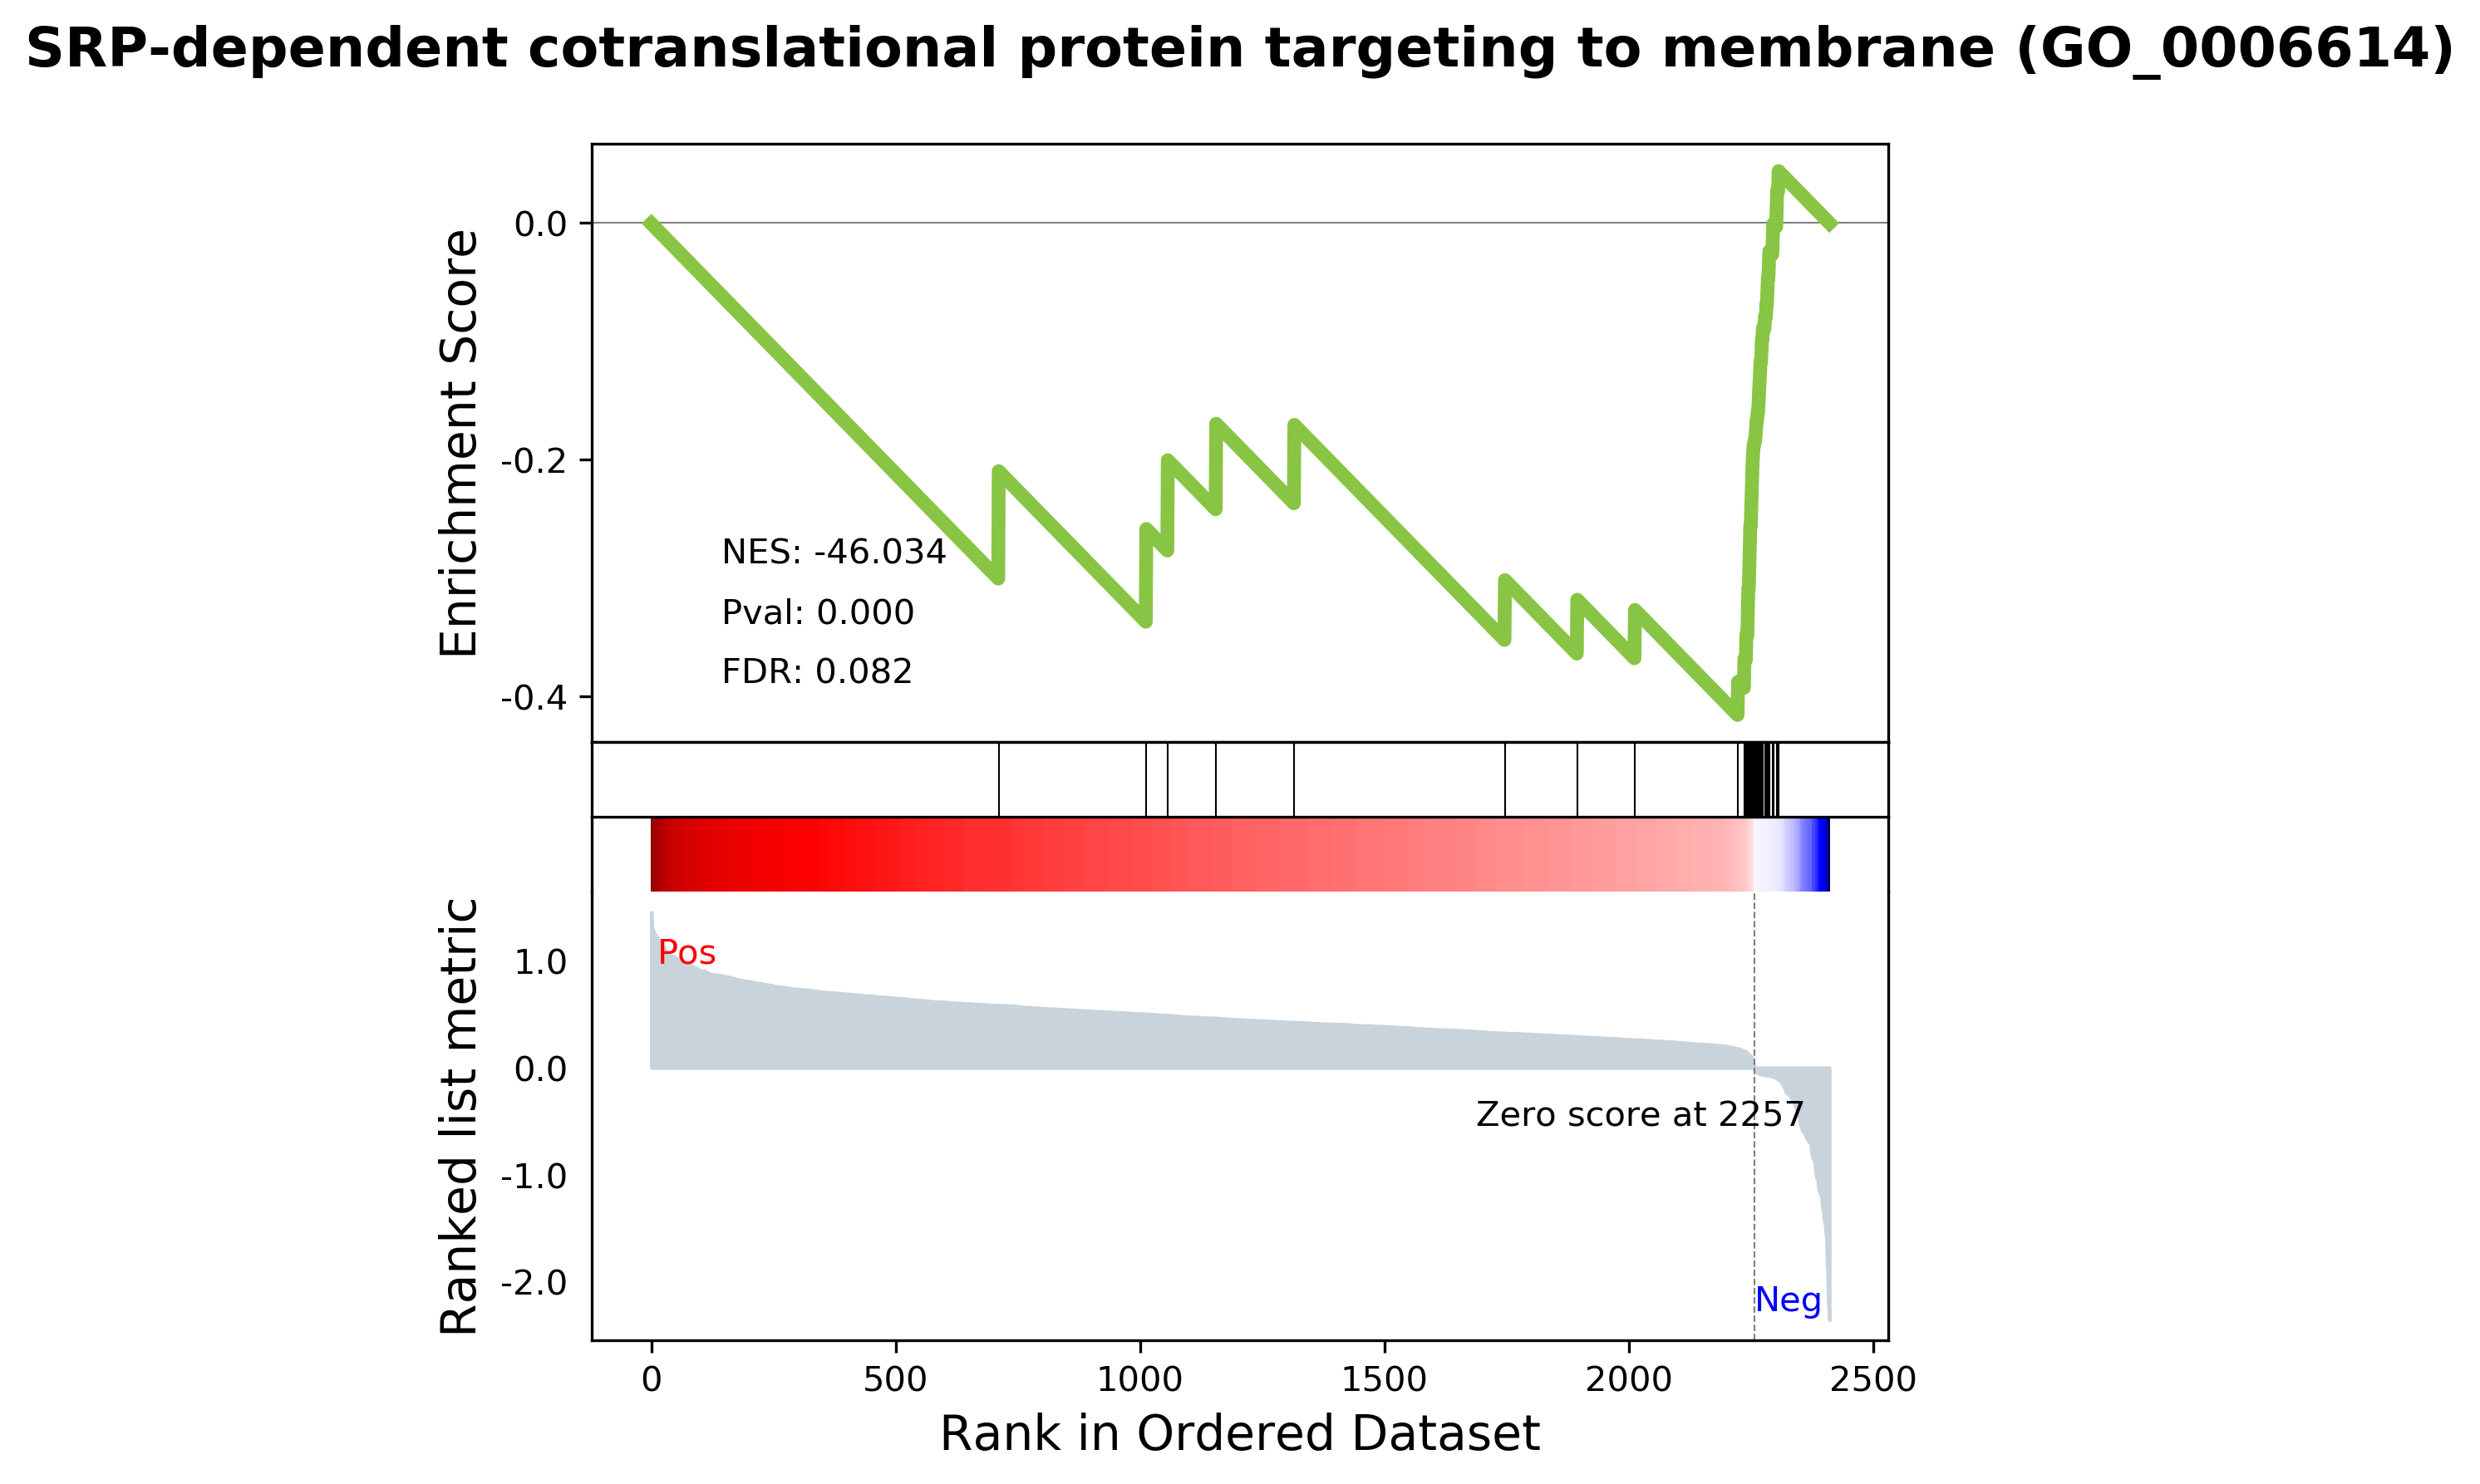 SRP-dependent cotranslational protein targeting to membrane (GO_0006614)
Enrichment Score
0.0
-0.2
-0.4
NES: -46.034
Pval: 0.000
FDR: 0.082
Ranked list metric
1.0
0.0
-1.0
-2.0
Pos
Zero score at 2257
Neg
0 500 1000 1500 2000 2500
Rank in Ordered Dataset